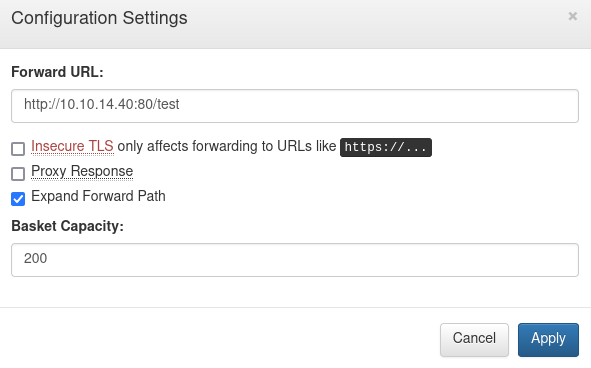 Configuration Settings ×
Forward URL:
http://10.10.14.40:80/test
Insecure TLS only affects forwarding to URLs like https://...
Proxy Response
Expand Forward Path
Basket Capacity:
200
Cancel Apply